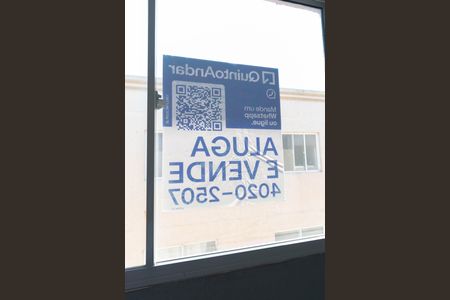 QuintoAndar
Mande um
Whatsapp
ou ligue.
ALUGA
E VENDE
4020-2507